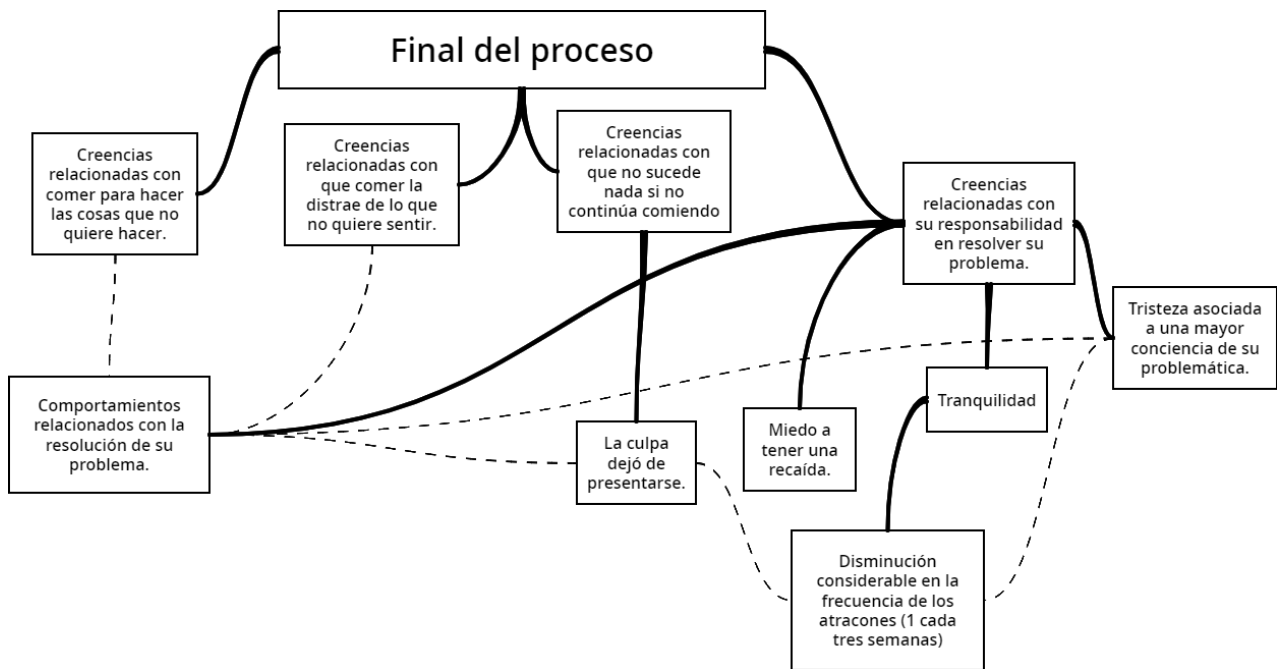 Final del proceso
Creencias
relacionadas con
comer para hacer
las cosas que no
quiere hacer.
Creencias
relacionadas con
que comer la
distrae de lo que
no quiere sentir.
Creencias
relacionadas con
que no sucede
nada si no
continúa comiendo
Creencias
relacionadas con
su responsabilidad
en resolver su
problema.
Tristeza asociada
a una mayor
conciencia de su
problemática.
Comportamientos
relacionados con la
resolución de su
problema.
La culpa
dejó de
presentarse.
Miedo a
tener una
recaída.
Tranquilidad
Disminución
considerable en la
frecuencia de los
atracones (1 cada
tres semanas)